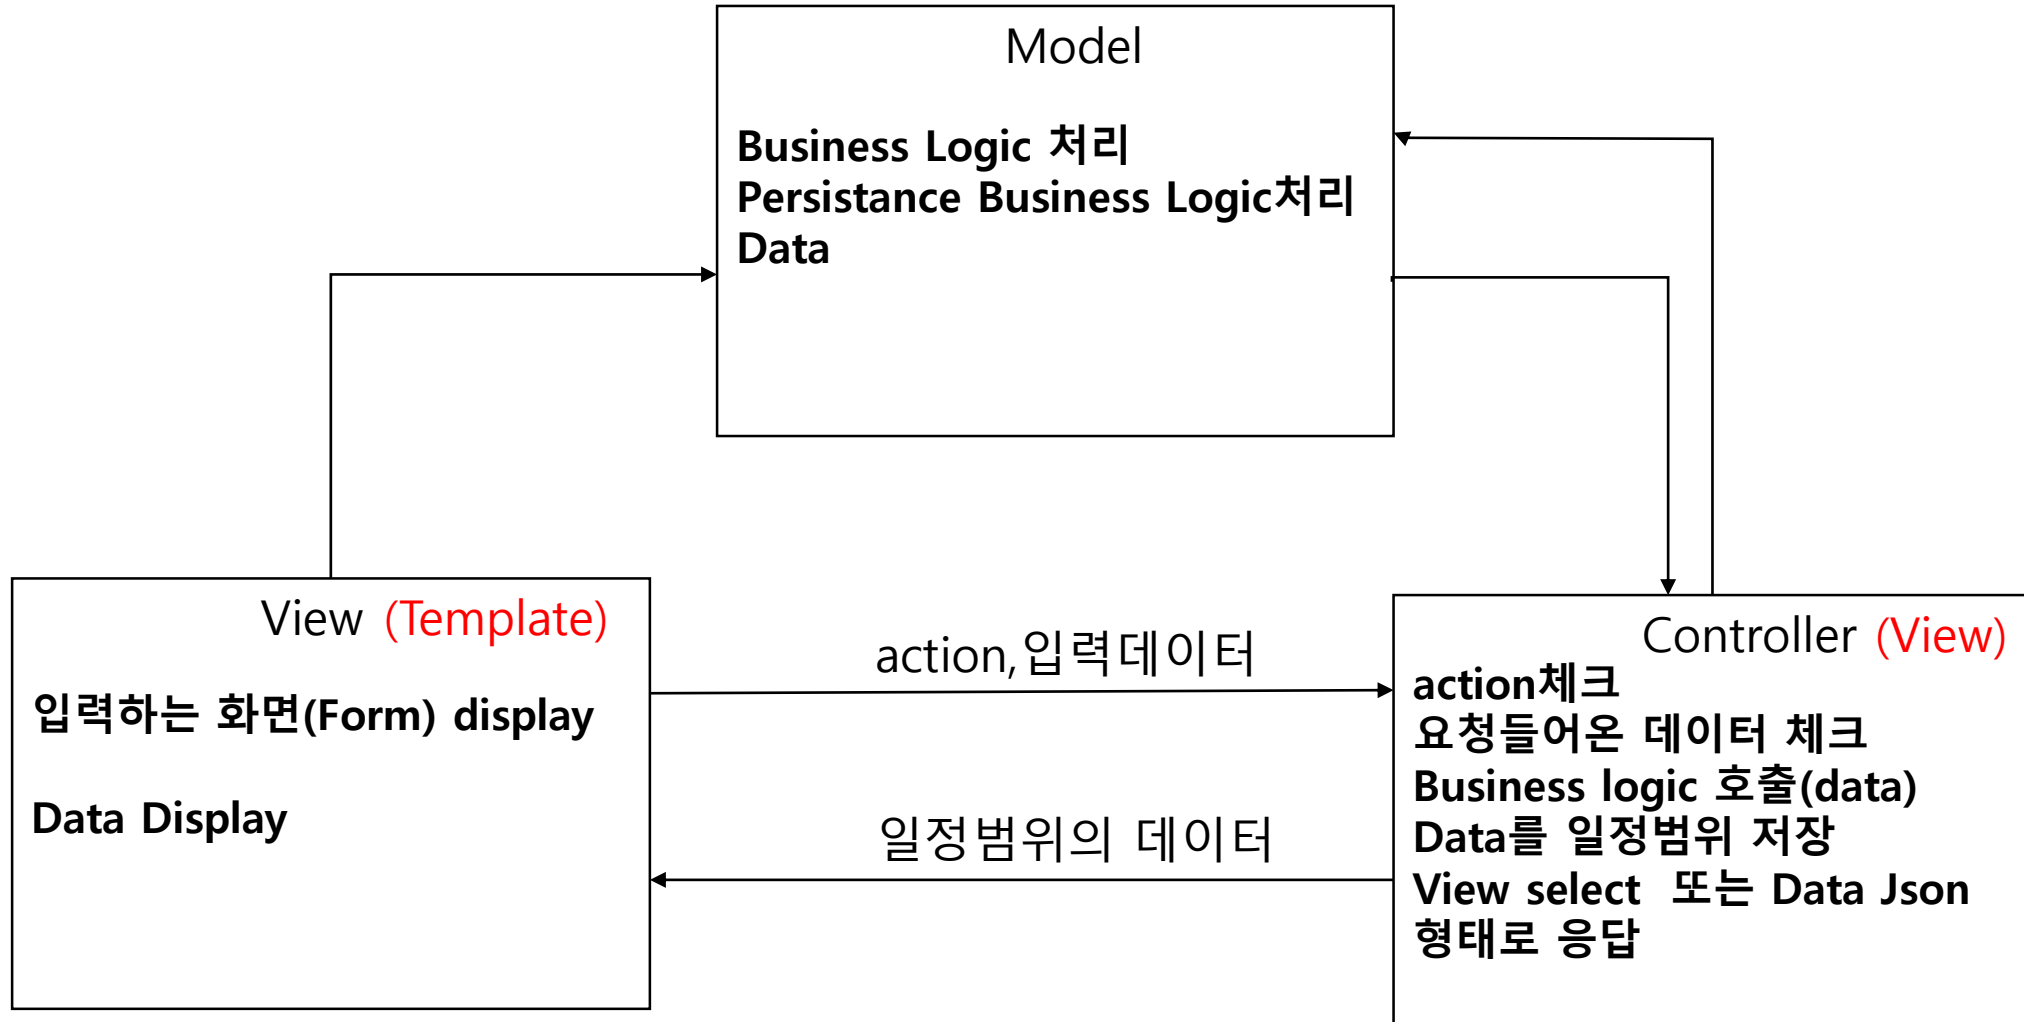 Model
Business Logic 처리
Persistance Business Logic처리
Data
View (Template)
입력하는 화면(Form) display
Data Display
action,입력데이터
일정범위의 데이터
Controller (View)
action체크
요청들어온 데이터 체크
Business logic 호출(data)
Data를 일정범위 저장
View select 또는 Data Json
형태로 응답